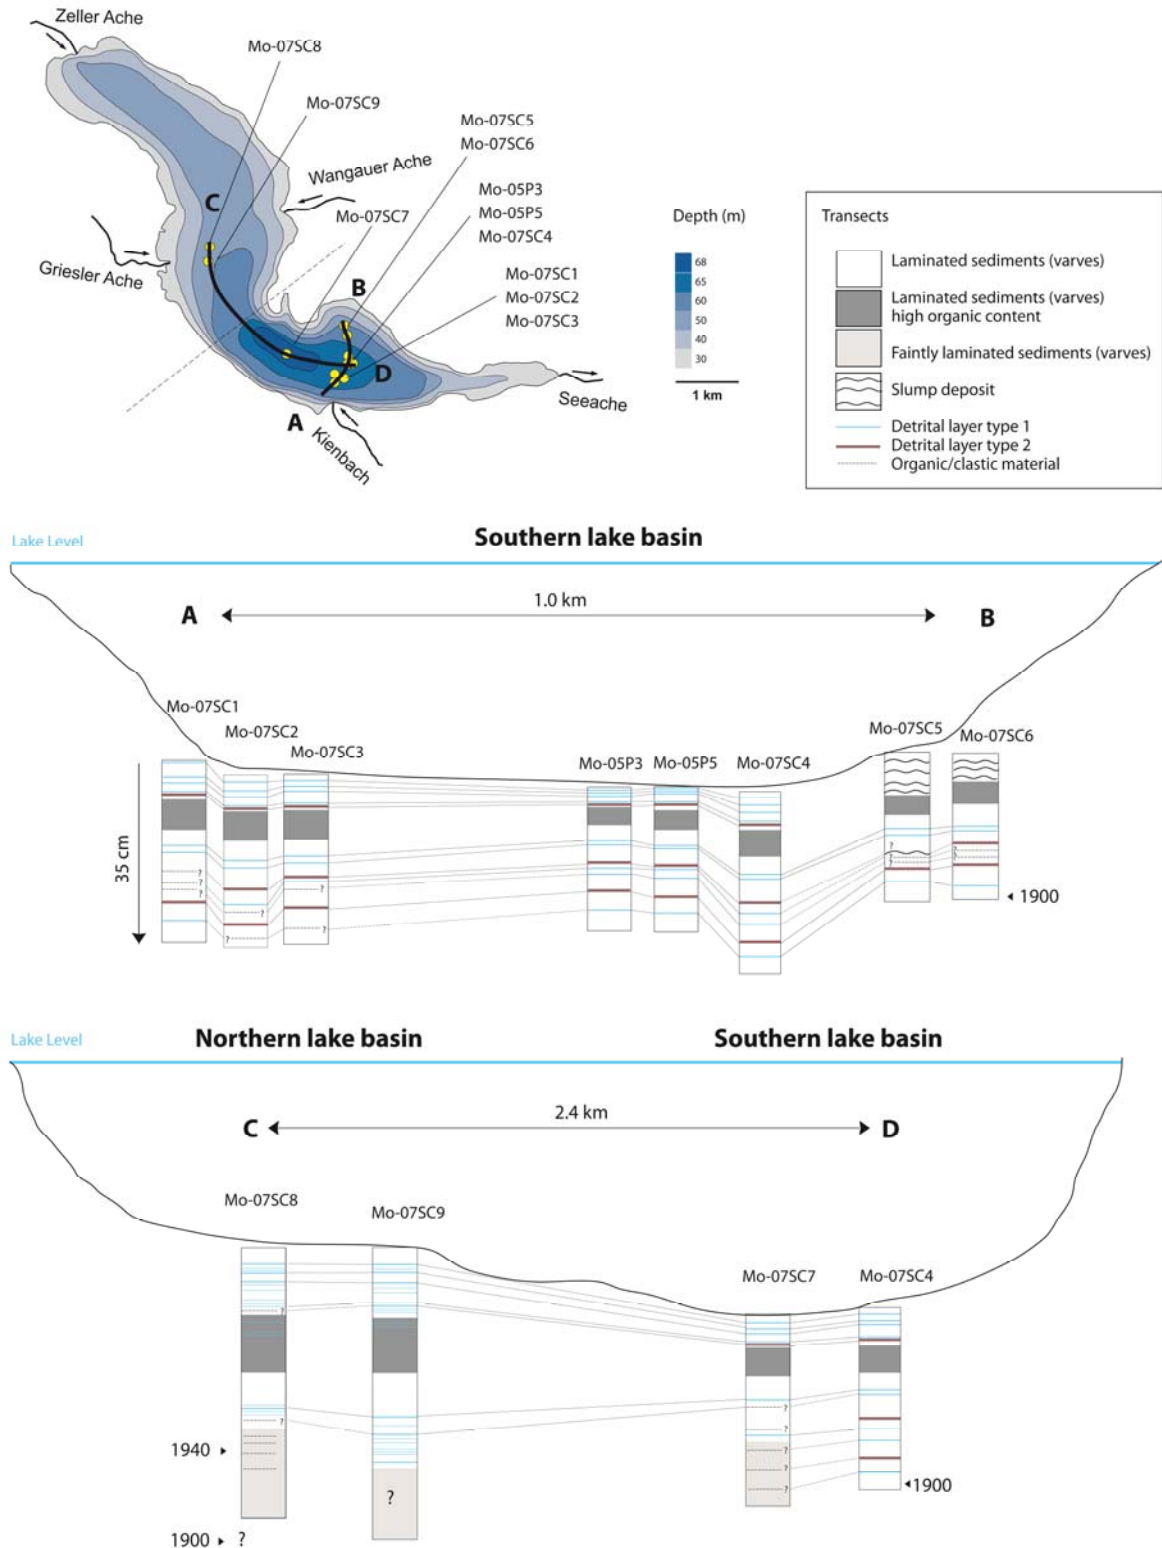 Zeller Ache
Mo-07SC8
Mo-07SC9
Mo-07SC5
Mo-07SC6
Wangauer Ache
Mo-05P3
Mo-05P5
Mo-07SC4
C
Mo-07SC7
Griesler Ache
B
Mo-07SC1
Mo-07SC2
Mo-07SC3
D
Seeache
A
Kienbach
Depth (m)
68
65
60
50
40
30
1 km
Transects
Laminated sediments (varves)
Laminated sediments (varves)
high organic content
Faintly laminated sediments (varves)
Slump deposit
Detrital layer type 1
Detrital layer type 2
Organic/clastic material
Southern lake basin
Lake Level
A
1.0 km
B
Mo-07SC1
Mo-07SC2
Mo-07SC3
Mo-05P3
Mo-05P5
Mo-07SC4
Mo-07SC5
Mo-07SC6
35 cm
?
?
?
?
?
?
?
?
?
?
?
1900
Lake Level
Northern lake basin
Southern lake basin
C
2.4 km
D
Mo-07SC8
Mo-07SC9
Mo-07SC7
Mo-07SC4
?
?
?
?
?
?
?
?
1940
1900
1900
?